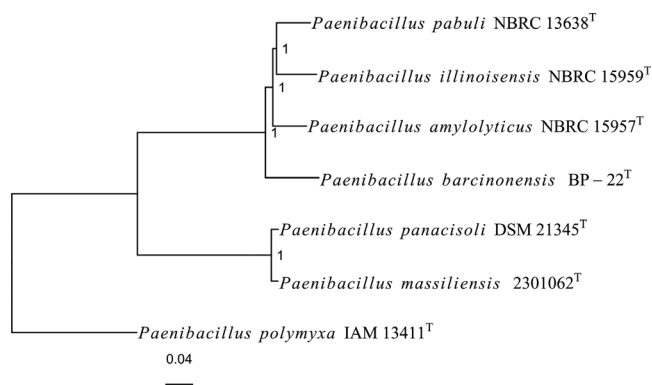 Paenibacillus pabuli NBRC 13638T
1
Paenibacillus illinoisensis NBRC 15959T
1
Paenibacillus amylolyticus NBRC 15957T
1
Paenibacillus barcinonensis BP – 22T
Paenibacillus panacisoli DSM 21345T
1
Paenibacillus massiliensis 2301062T
Paenibacillus polymyxa IAM 13411T
0.04